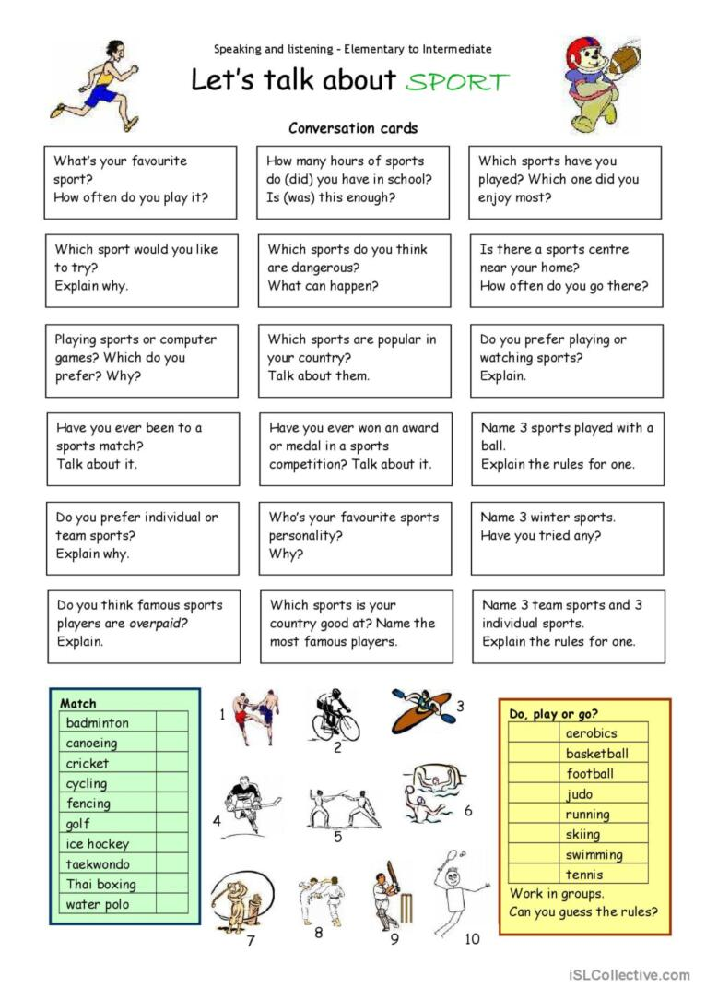 Speaking and listening - Elementary to Intermediate
Let's talk about SPORT
Conversation cards
What's your favourite
sport?
How often do you play it?
How many hours of sports
do (did) you have in school?
Is (was) this enough?
Which sports have you
played? Which one did you
enjoy most?
Which sport would you like
to try?
Explain why.
Which sports do you think
are dangerous?
What can happen?
Is there a sports centre
near your home?
How often do you go there?
Playing sports or computer
games? Which do you
prefer? Why?
Which sports are popular in
your country?
Talk about them.
Do you prefer playing or
watching sports?
Explain.
Have you ever been to a
sports match?
Talk about it.
Have you ever won an award
or medal in a sports
competition? Talk about it.
Name 3 sports played with a
ball.
Explain the rules for one.
Do you prefer individual or
team sports?
Explain why.
Who's your favourite sports
personality?
Why?
Name 3 winter sports.
Have you tried any?
Do you think famous sports
players are overpaid?
Explain.
Which sports is your
country good at? Name the
most famous players.
Name 3 team sports and 3
individual sports.
Explain the rules for one.
Match
badminton
canoeing
cricket
cycling
fencing
golf
ice hockey
taekwondo
Thai boxing
water polo
1
2
3
4
5
6
7
8
9
10
Do, play or go?
aerobics
basketball
football
judo
running
skiing
swimming
tennis
Work in groups.
Can you guess the rules?
iSLCollective.com